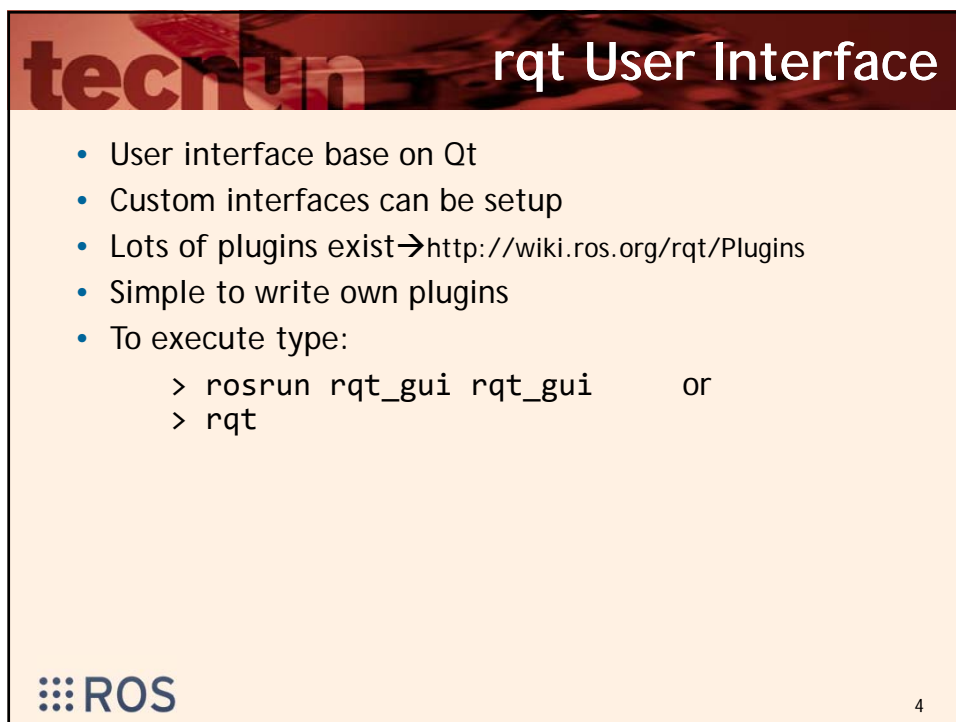 tecnun
rqt User Interface
• User interface base on Qt
• Custom interfaces can be setup
• Lots of plugins exist→http://wiki.ros.org/rqt/Plugins
• Simple to write own plugins
• To execute type:
> rosrun rqt_gui rqt_gui or
> rqt
ROS
4